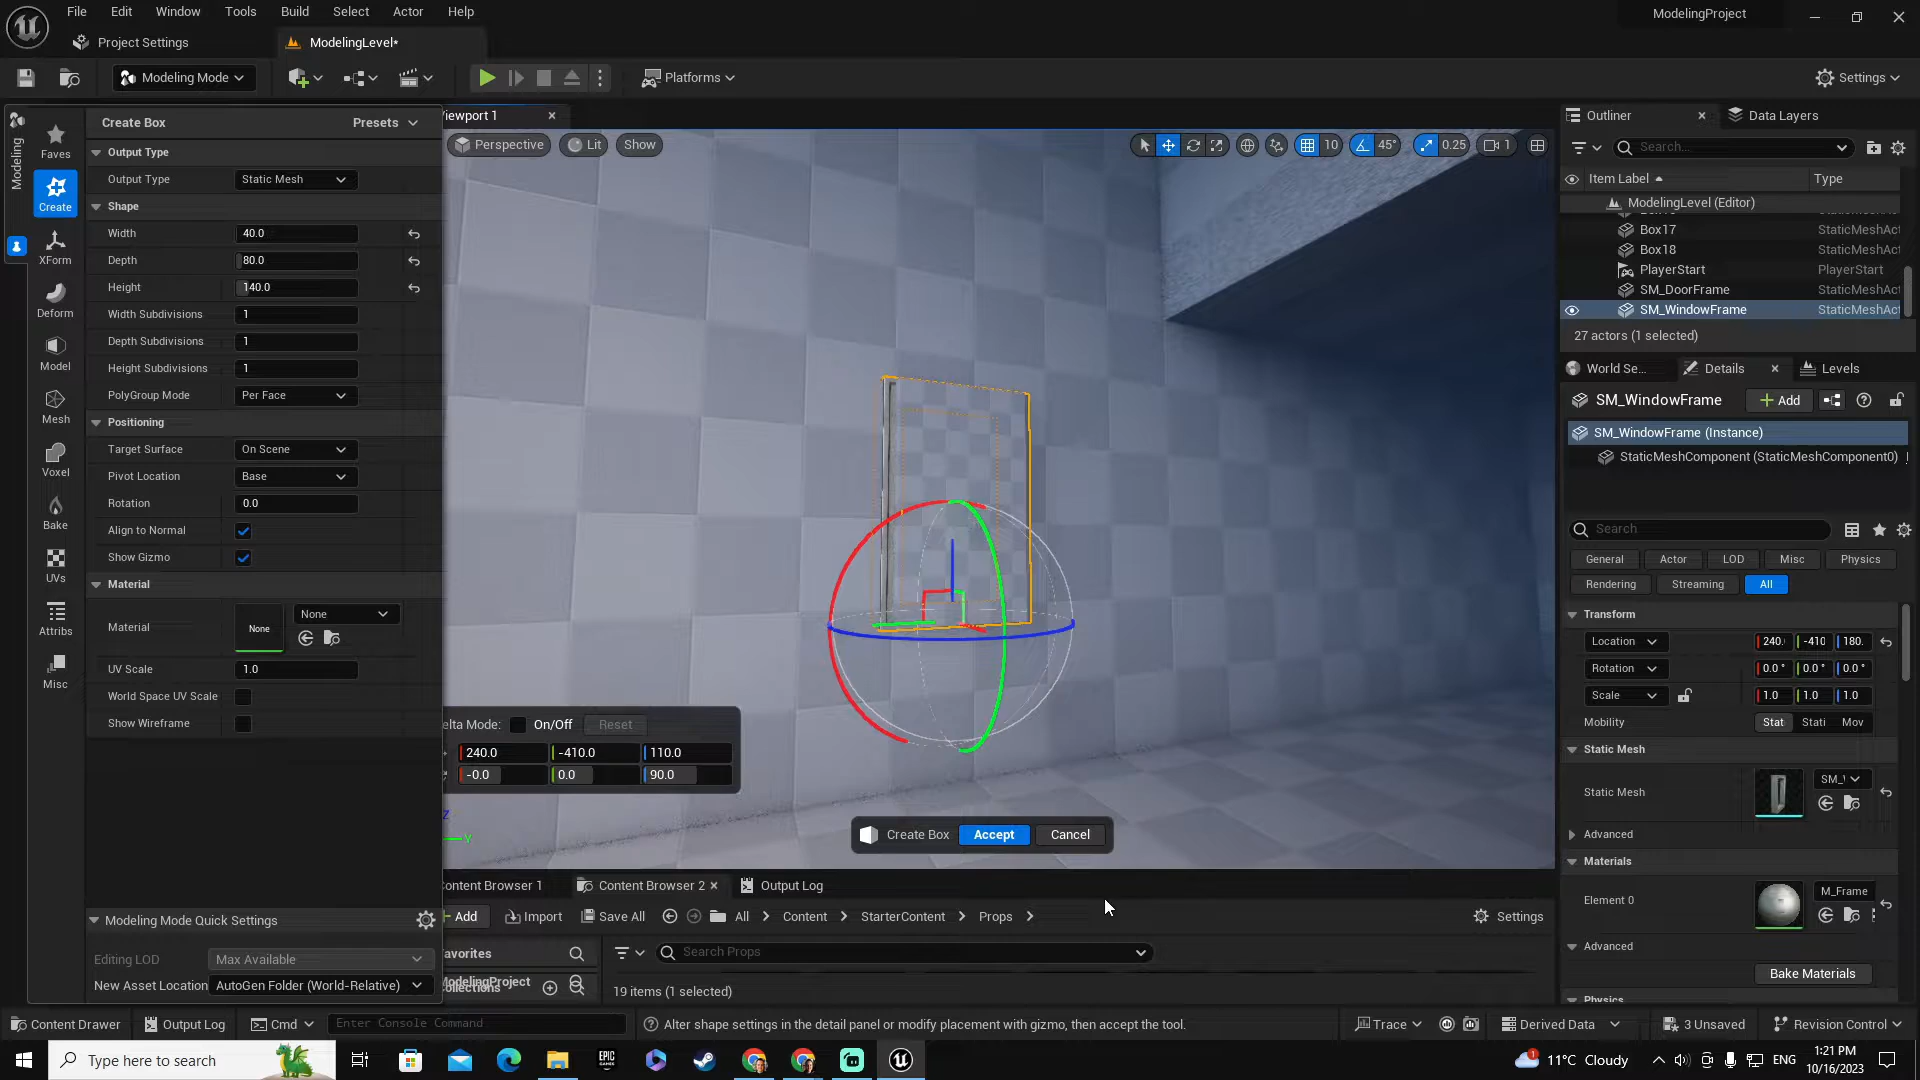 File Edit Window Tools Build Select Actor Help
ModelingProject
Project Settings
ModelingLevel*
Modeling Mode
Platforms
Settings
Modeling
Faves
Create
XForm
Deform
Model
Mesh
Voxel
Bake
UVs
Attribs
Misc
Create Box
Presets
Output Type
Output Type Static Mesh
Shape
Width 40.0
Depth 80.0
Height 140.0
Width Subdivisions 1
Depth Subdivisions 1
Height Subdivisions 1
PolyGroup Mode Per Face
Positioning
Target Surface On Scene
Pivot Location Base
Rotation 0.0
Align to Normal
Show Gizmo
Material
Material None None
UV Scale 1.0
World Space UV Scale
Show Wireframe
Modeling Mode Quick Settings
Editing LOD Max Available
New Asset Location AutoGen Folder (World-Relative)
iewport 1
Perspective Lit Show
10 45° 0.25 1
elta Mode: On/Off Reset
240.0 -410.0 110.0
-0.0 0.0 90.0
Z
Y
Create Box Accept Cancel
ontent Browser 1 Content Browser 2 Output Log
Add Import Save All All Content StarterContent Props Settings
avorites Search Props
ModelingProject
ollections
19 items (1 selected)
Outliner Data Layers
Search...
Item Label Type
ModelingLevel (Editor)
Box17 StaticMeshAct
Box18 StaticMeshAct
PlayerStart PlayerStart
SM_DoorFrame StaticMeshAct
SM_WindowFrame StaticMeshAct
27 actors (1 selected)
World Se... Details Levels
SM_WindowFrame Add
SM_WindowFrame (Instance)
StaticMeshComponent (StaticMeshComponent0)
Search
General Actor LOD Misc Physics
Rendering Streaming All
Transform
Location 240. -410 180.
Rotation 0.0° 0.0° 0.0°
Scale 1.0 1.0 1.0
Mobility Stat Stati Mov
Static Mesh
Static Mesh SM_
Advanced
Materials
Element 0 M_Frame
Advanced
Bake Materials
Physics
Content Drawer Output Log Cmd Enter Console Command
Alter shape settings in the detail panel or modify placement with gizmo, then accept the tool.
Trace Derived Data 3 Unsaved Revision Control
Type here to search
EPIC GAMES
1
11°C Cloudy
ENG
1:21 PM
10/16/2023